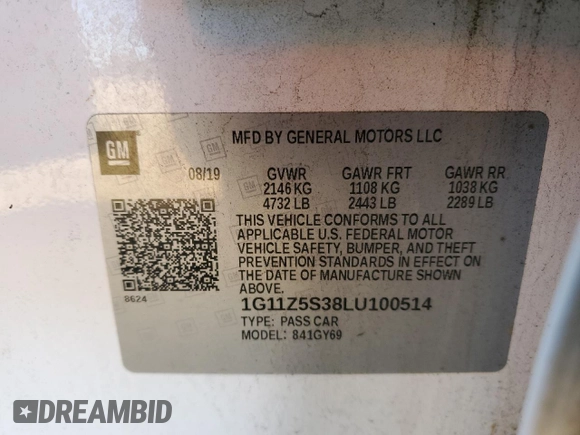 GM
MFD BY GENERAL MOTORS LLC
08/19 GVWR GAWR FRT GAWR RR
2146 KG 1108 KG 1038 KG
4732 LB 2443 LB 2289 LB
THIS VEHICLE CONFORMS TO ALL
APPLICABLE U.S. FEDERAL MOTOR
VEHICLE SAFETY, BUMPER, AND THEFT
PREVENTION STANDARDS IN EFFECT ON
THE DATE OF MANUFACTURE SHOWN
ABOVE.
8624
1G11Z5S38LU100514
TYPE: PASS CAR
MODEL: 841GY69
$DREAMBID